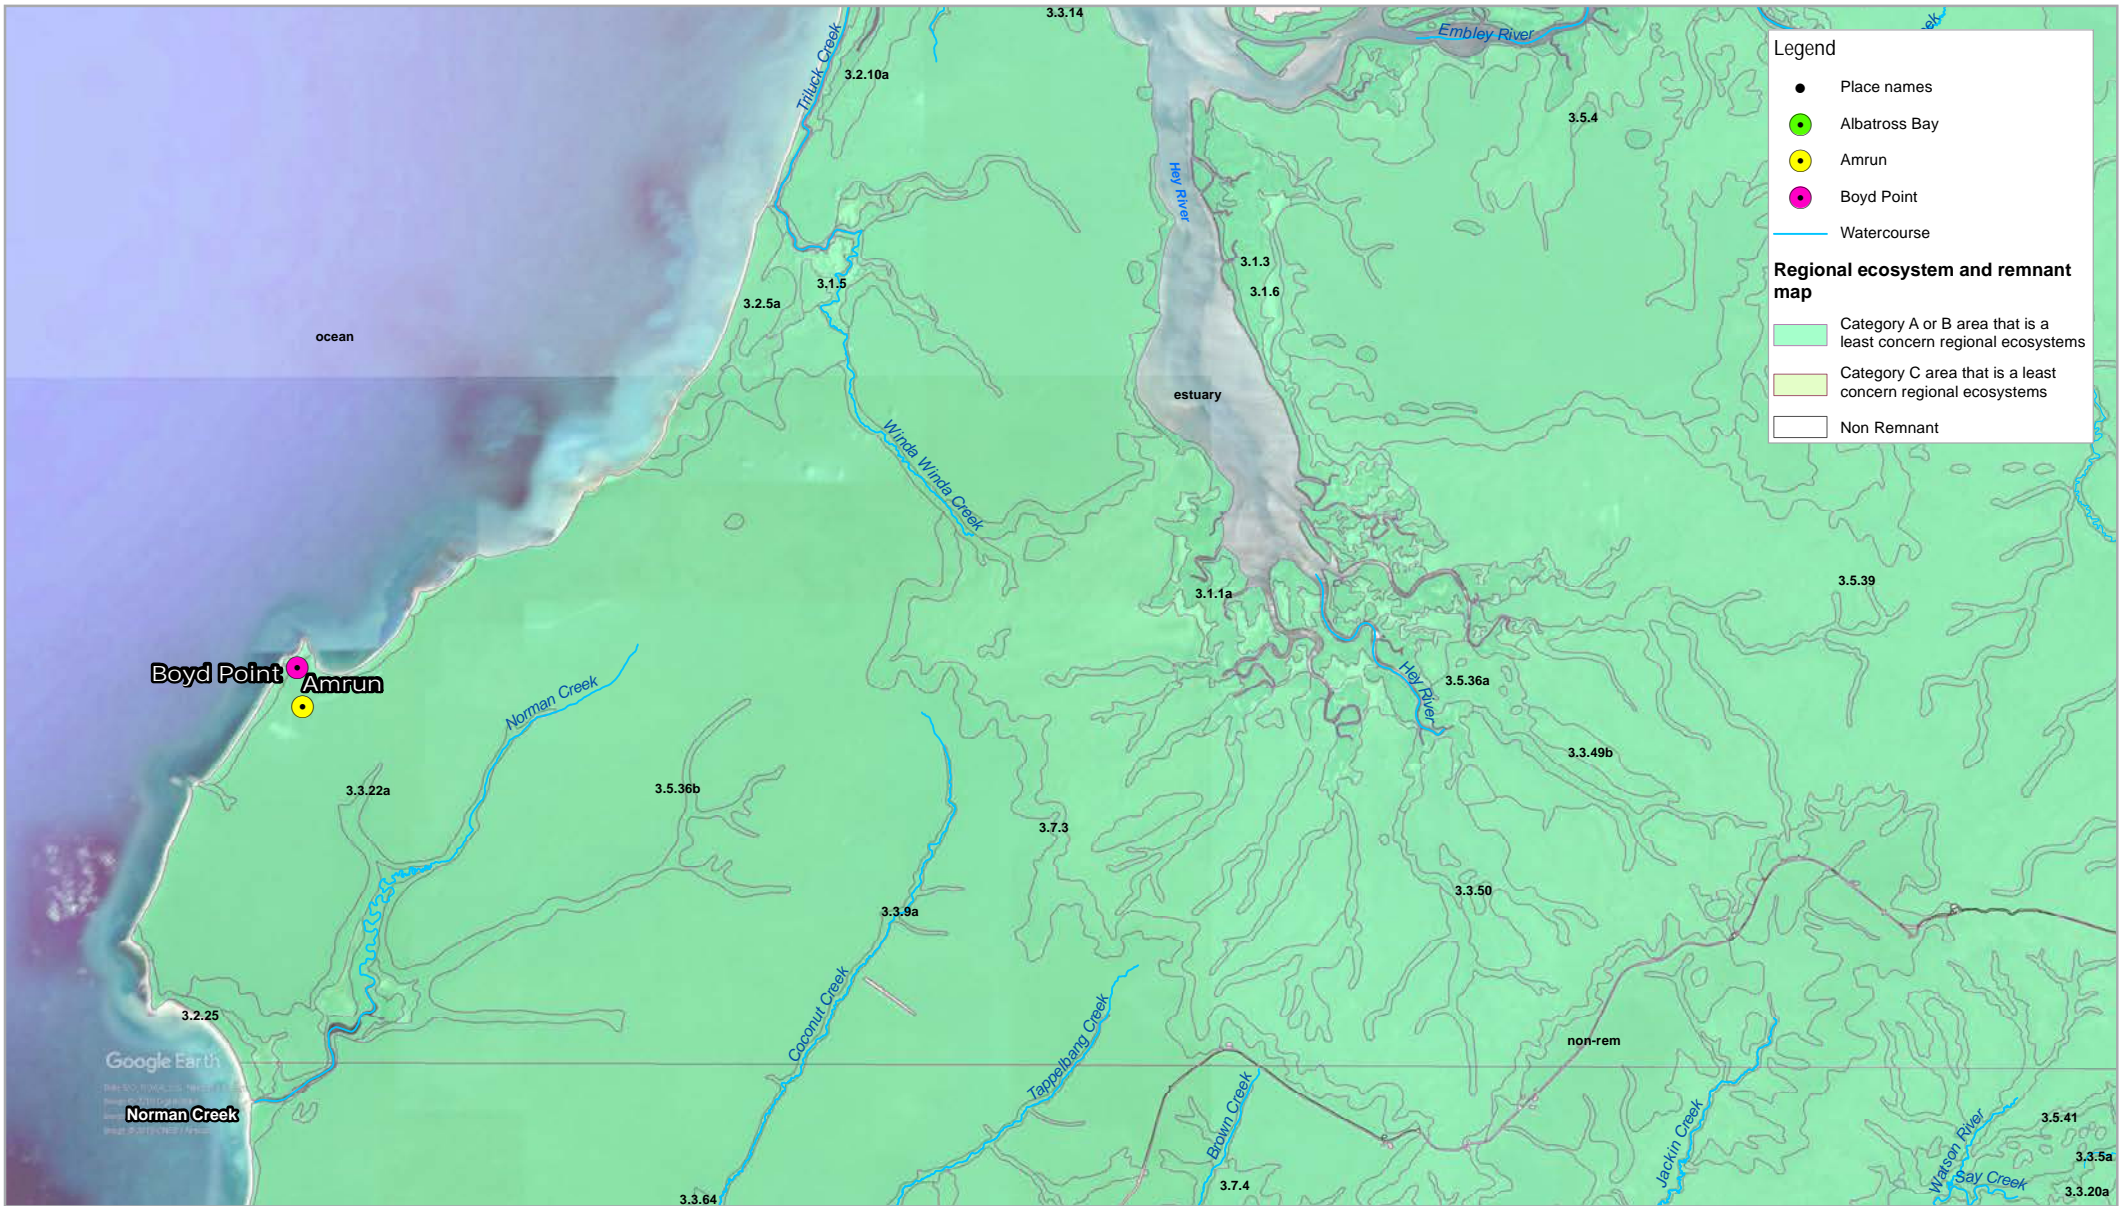 3.3.14
Embley River
Triluck Creek
3.2.10a
3.5.4
Hey River
3.1.3
3.1.6
3.1.5
3.2.5a
ocean
estuary
Winda Winda Creek
3.1.1a
3.5.39
Boyd Point
Amrun
Norman Creek
Hey River
3.5.36a
3.3.49b
3.3.22a
3.5.36b
3.7.3
3.3.50
3.3.9a
Coconut Creek
Tappelbang Creek
3.2.25
non-rem
Google Earth
Norman Creek
Brown Creek
Jackin Creek
Watson River
Say Creek
3.5.41
3.3.5a
3.3.20a
3.3.64
3.7.4
Legend
Place names
Albatross Bay
Amrun
Boyd Point
Watercourse
Regional ecosystem and remnant
map
Category A or B area that is a
least concern regional ecosystems
Category C area that is a least
concern regional ecosystems
Non Remnant